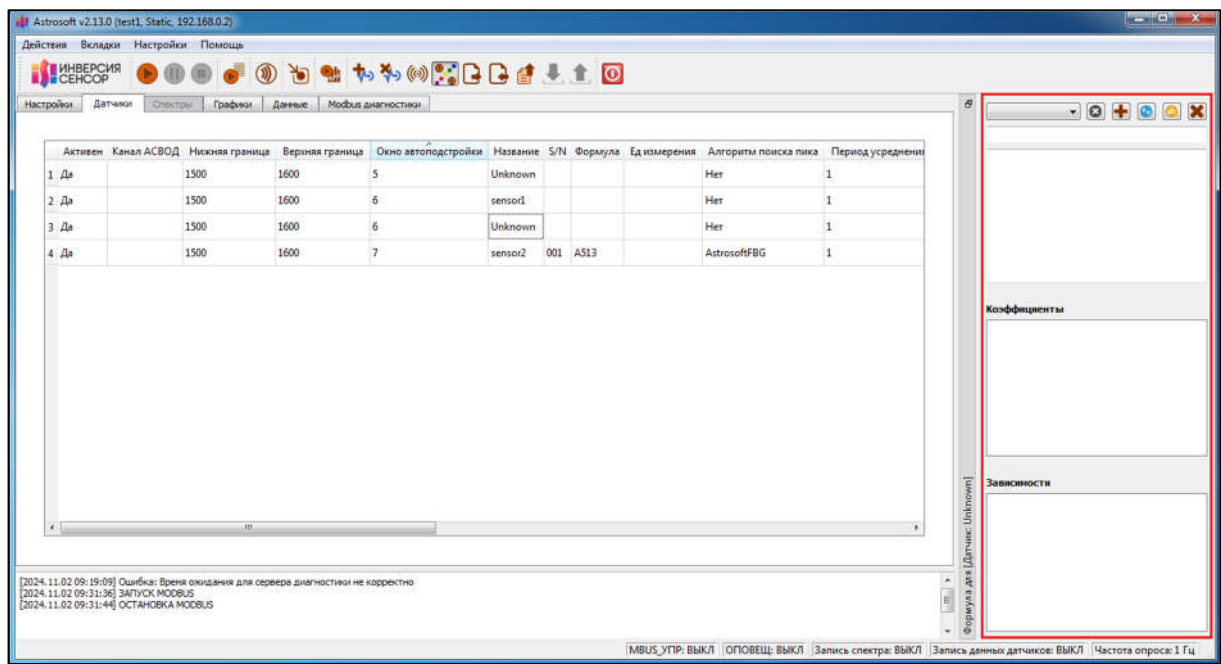 Astrosoft v2.13.0 (test1, Static, 192.168.0.2)
Действия Вкладки Настройки Помощь
ИНВЕРСИЯ
СЕНСОР
Настройки Датчики Спектры Графики Данные Modbus диагностики
Активен Канал АСВОД Нижняя граница Верхняя граница Окно автоподстройки Название S/N Формула Ед измерения Алгоритм поиска пика Период усреднени
1 Да 1500 1600 5 Unknown Нет 1
2 Да 1500 1600 6 sensor1 Нет 1
3 Да 1500 1600 6 Unknown Нет 1
4 Да 1500 1600 7 sensor2 001 A513 AstrosoftFBG 1
Коэффициенты
Зависимости
Формула для [Датчик: Unknown]
[2024.11.02 09:19:09] Ошибка: Время ожидания для сервера диагностики не корректно
[2024.11.02 09:31:36] ЗАПУСК MODBUS
[2024.11.02 09:31:44] ОСТАНОВКА MODBUS
MBUS_УПР: ВЫКЛ ОПОВЕЩ: ВЫКЛ Запись спектра: ВЫКЛ Запись данных датчиков: ВЫКЛ Частота опроса: 1 Гц